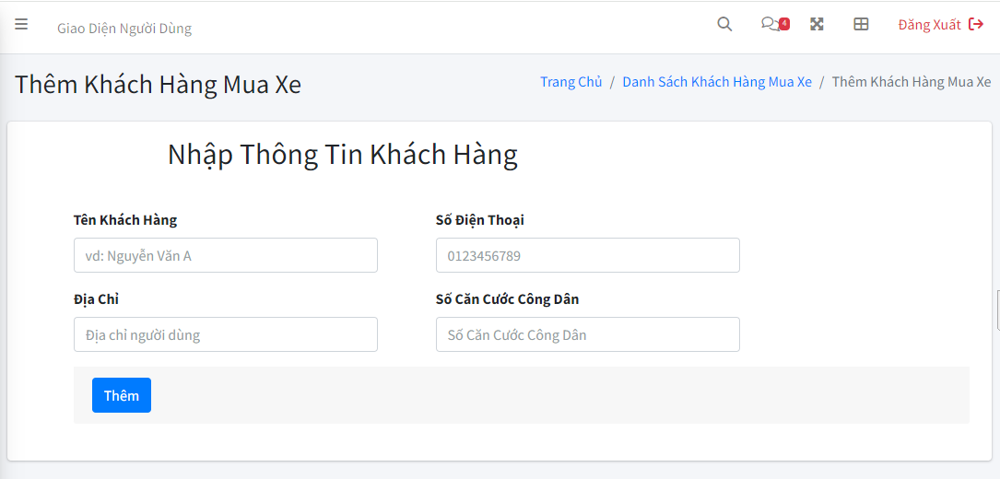 Giao Diện Người Dùng 4 Đăng Xuất
Thêm Khách Hàng Mua Xe Trang Chủ / Danh Sách Khách Hàng Mua Xe / Thêm Khách Hàng Mua Xe
Nhập Thông Tin Khách Hàng
Tên Khách Hàng Số Điện Thoại
vd: Nguyễn Văn A 0123456789
Địa Chỉ Số Căn Cước Công Dân
Địa chỉ người dùng Số Căn Cước Công Dân
Thêm